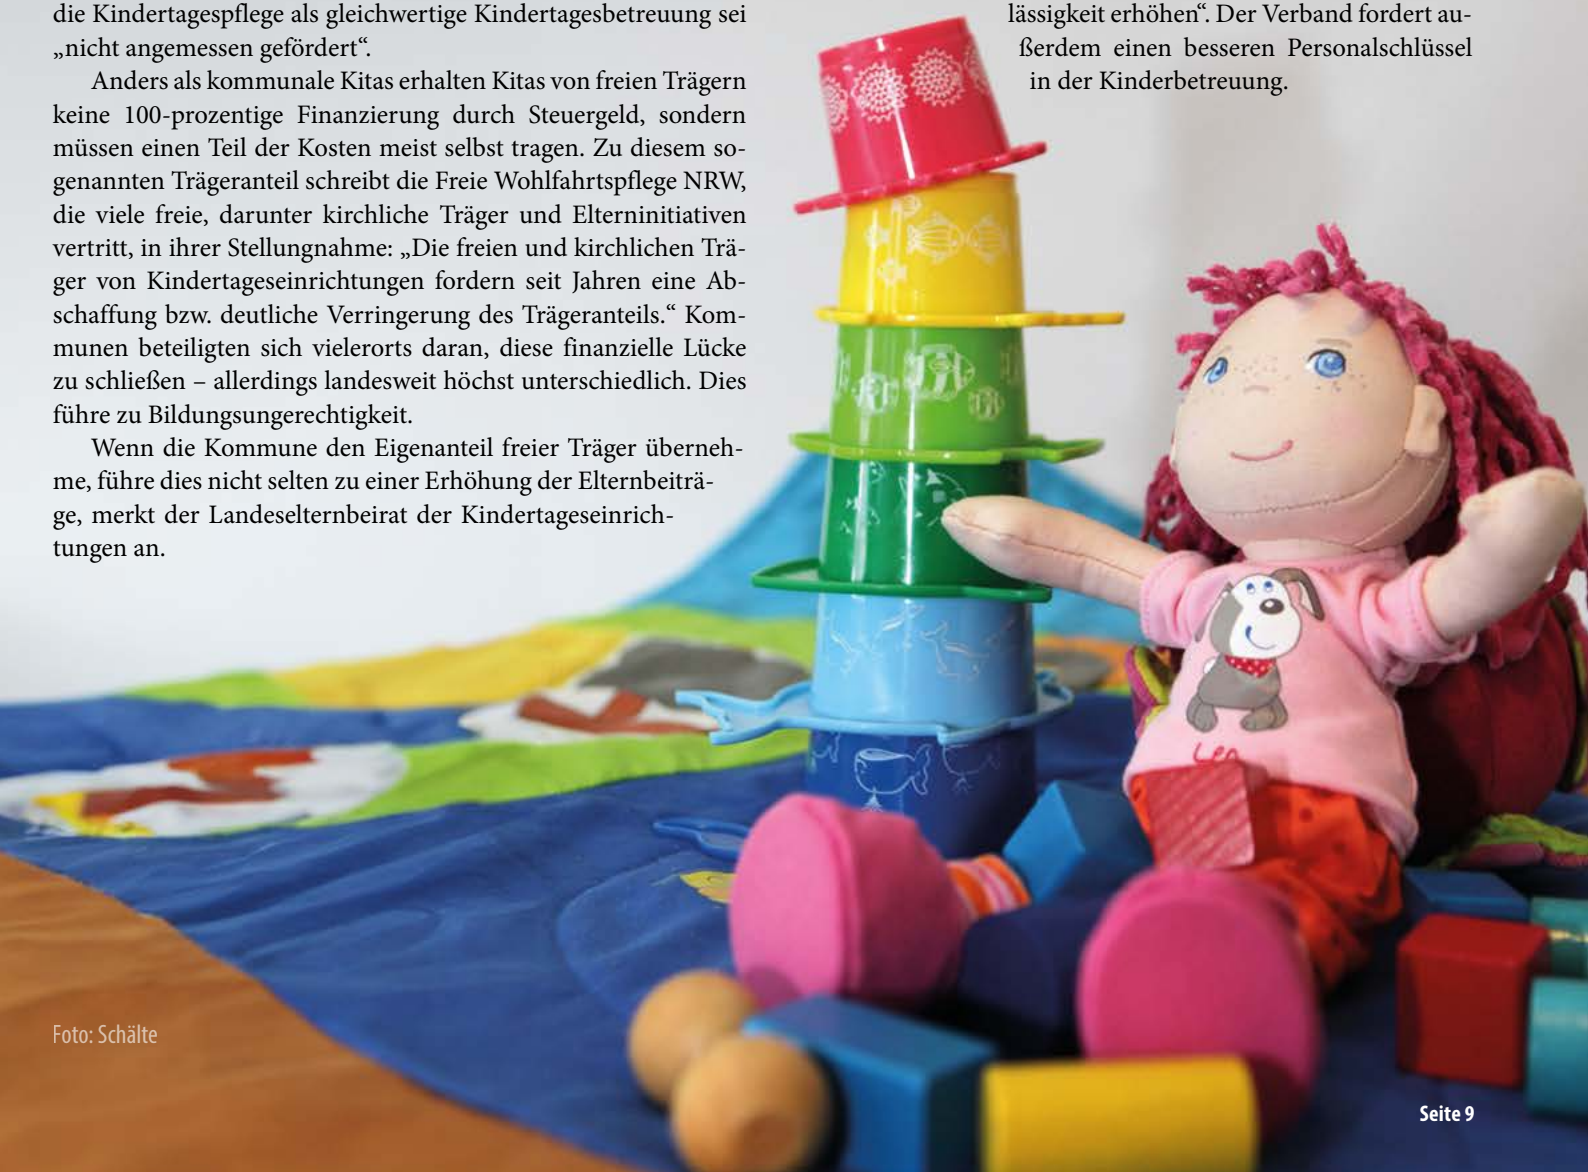 die Kindertagespflege als gleichwertige Kindertagesbetreuung sei
„nicht angemessen gefördert“.
Anders als kommunale Kitas erhalten Kitas von freien Trägern
keine 100-prozentige Finanzierung durch Steuergeld, sondern
müssen einen Teil der Kosten meist selbst tragen. Zu diesem so-
genannten Trägeranteil schreibt die Freie Wohlfahrtspflege NRW,
die viele freie, darunter kirchliche Träger und Elterninitiativen
vertritt, in ihrer Stellungnahme: „Die freien und kirchlichen Trä-
ger von Kindertageseinrichtungen fordern seit Jahren eine Ab-
schaffung bzw. deutliche Verringerung des Trägeranteils.“ Kom-
munen beteiligten sich vielerorts daran, diese finanzielle Lücke
zu schließen – allerdings landesweit höchst unterschiedlich. Dies
führe zu Bildungsungerechtigkeit.
Wenn die Kommune den Eigenanteil freier Träger überneh-
me, führe dies nicht selten zu einer Erhöhung der Elternbeiträ-
ge, merkt der Landeselternbeirat der Kindertageseinrich-
tungen an.
lässigkeit erhöhen“. Der Verband fordert au-
ßerdem einen besseren Personalschlüssel
in der Kinderbetreuung.
Foto: Schälte
Seite 9